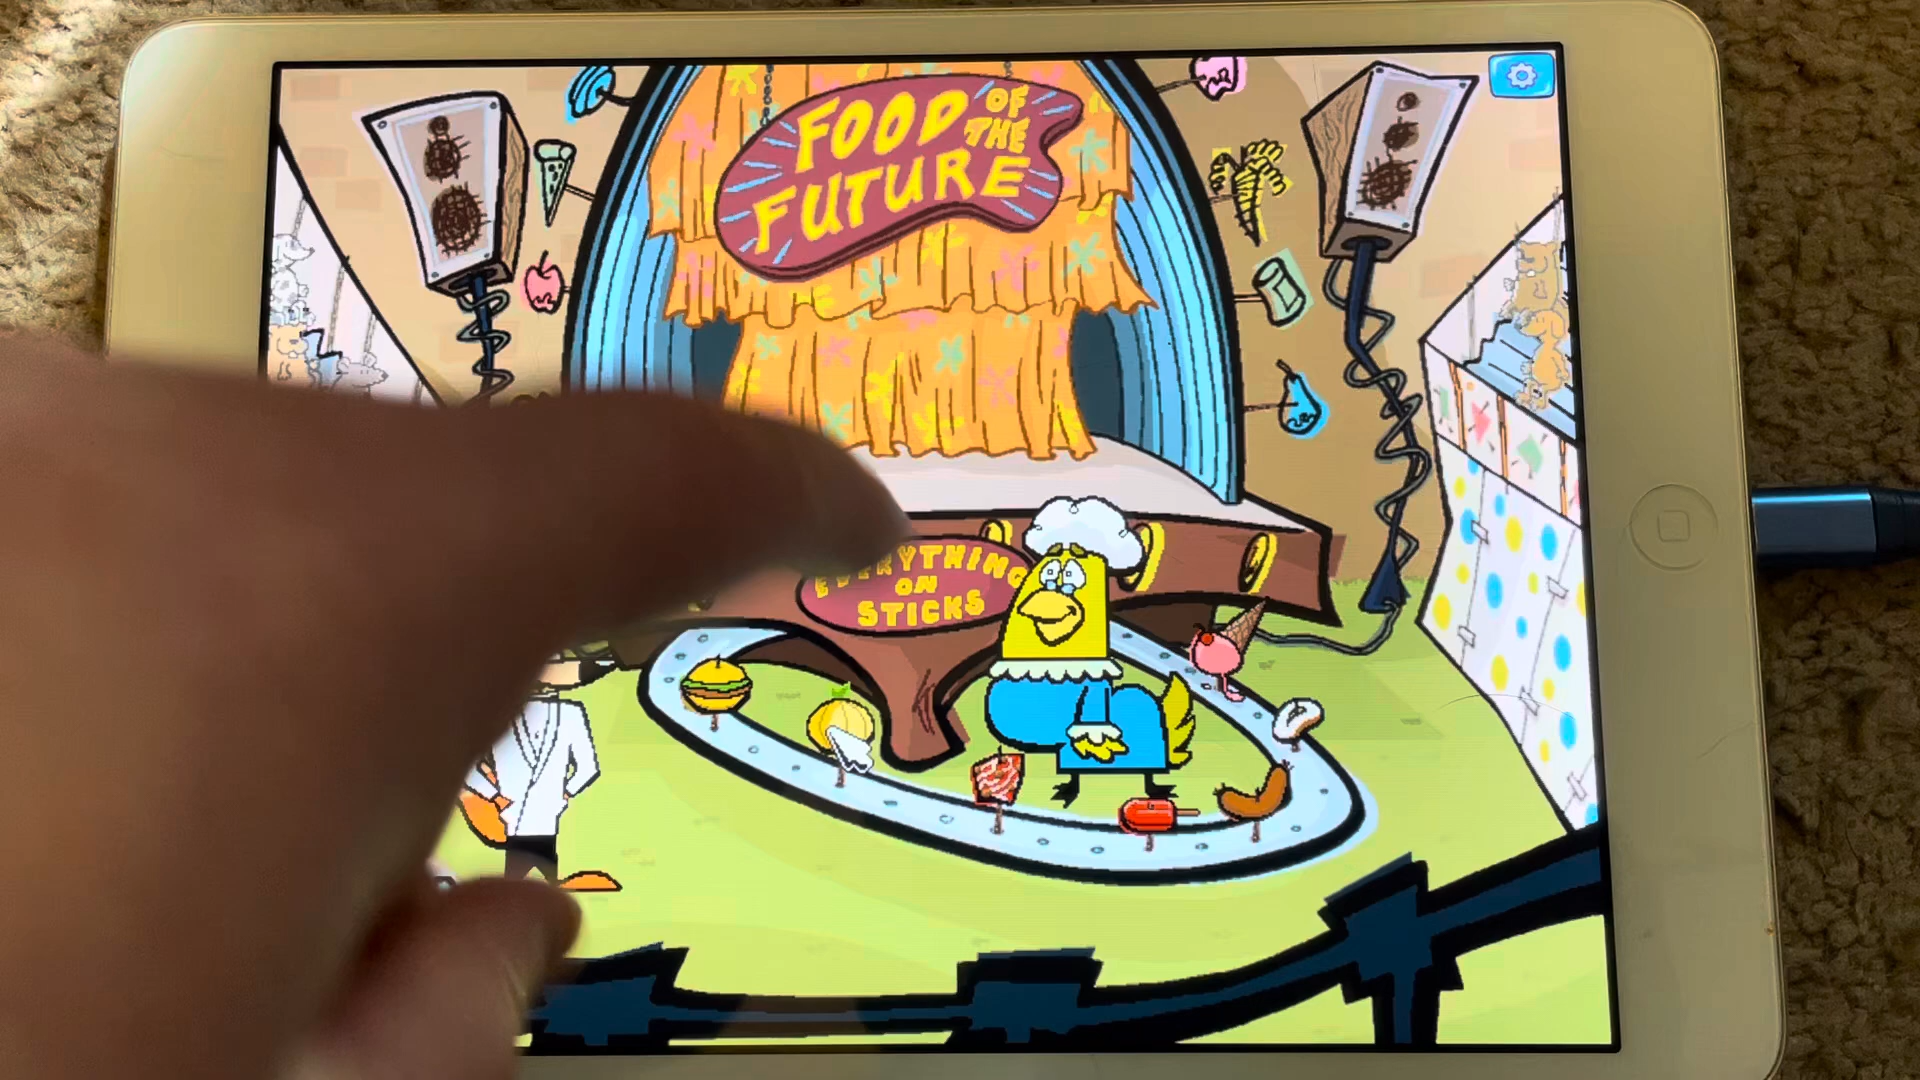 FOOD OF
THE
FUTURE
EVERYTHING
ON
STICKS